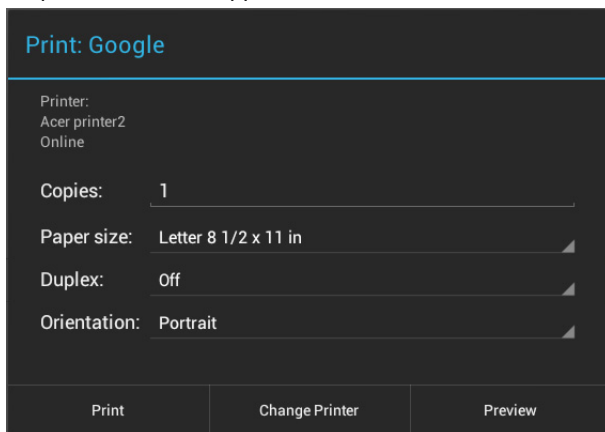 Print: Google
Printer:
Acer printer2
Online
Copies: 1
Paper size: Letter 8 1/2 x 11 in
Duplex: Off
Orientation: Portrait
Print Change Printer Preview